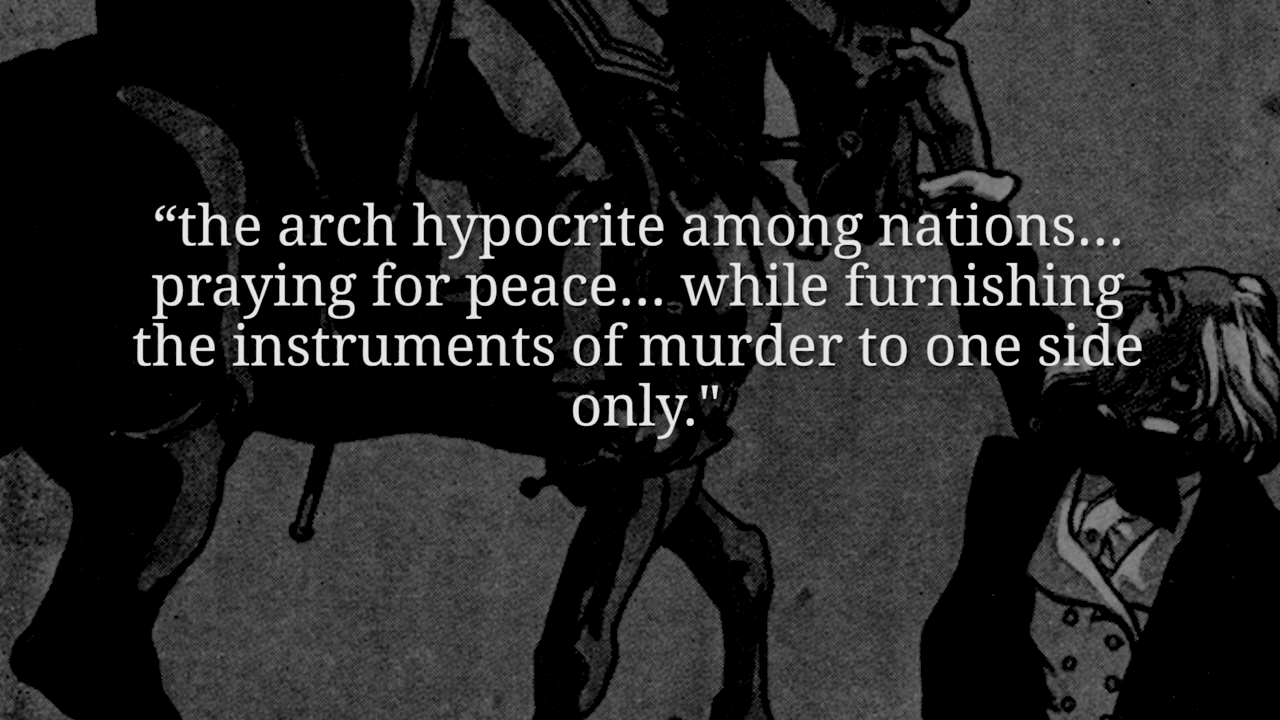 “the arch hypocrite among nations...
praying for peace... while furnishing
the instruments of murder to one side
only."